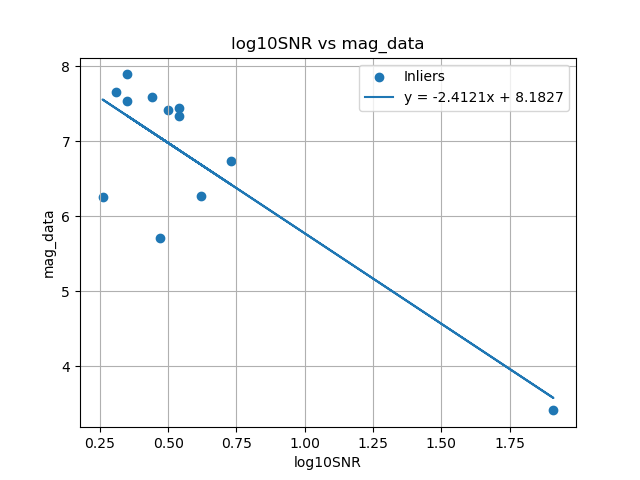 log10SNR vs mag_data
Inliers
y = -2.4121x + 8.1827
8
7
6
5
4
mag_data
0.25 0.50 0.75 1.00 1.25 1.50 1.75
log10SNR